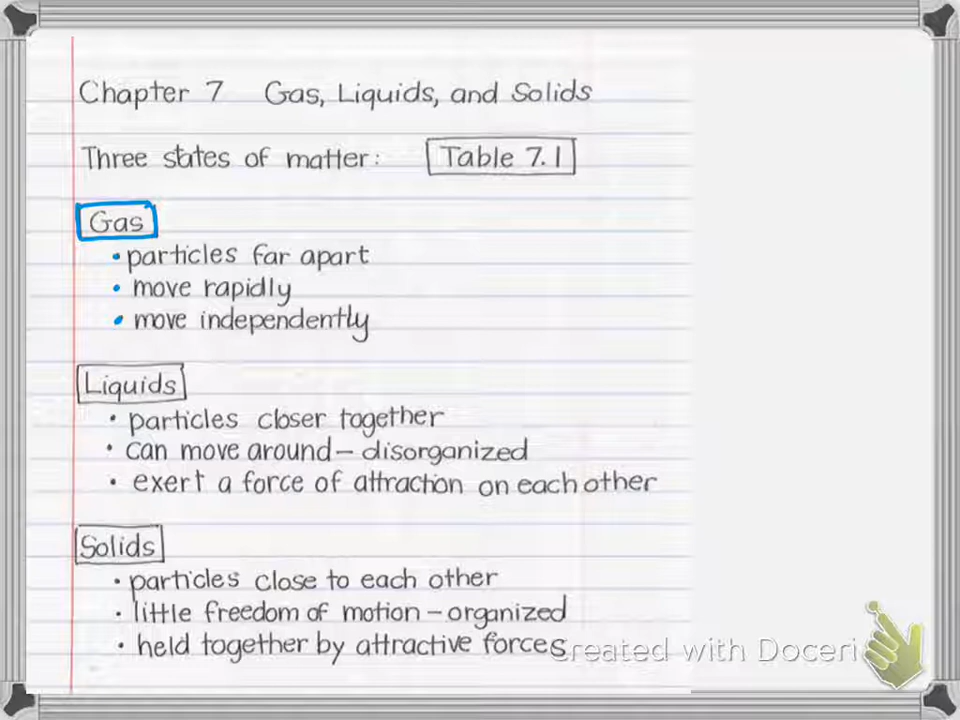 Chapter 7 Gas, Liquids, and Solids
Three states of matter: Table 7.1
Gas
• particles far apart
• move rapidly
• move independently
Liquids
• particles closer together
• can move around – disorganized
• exert a force of attraction on each other
Solids
• particles close to each other
• little freedom of motion – organized
• held together by attractive forces
Created with Doceri